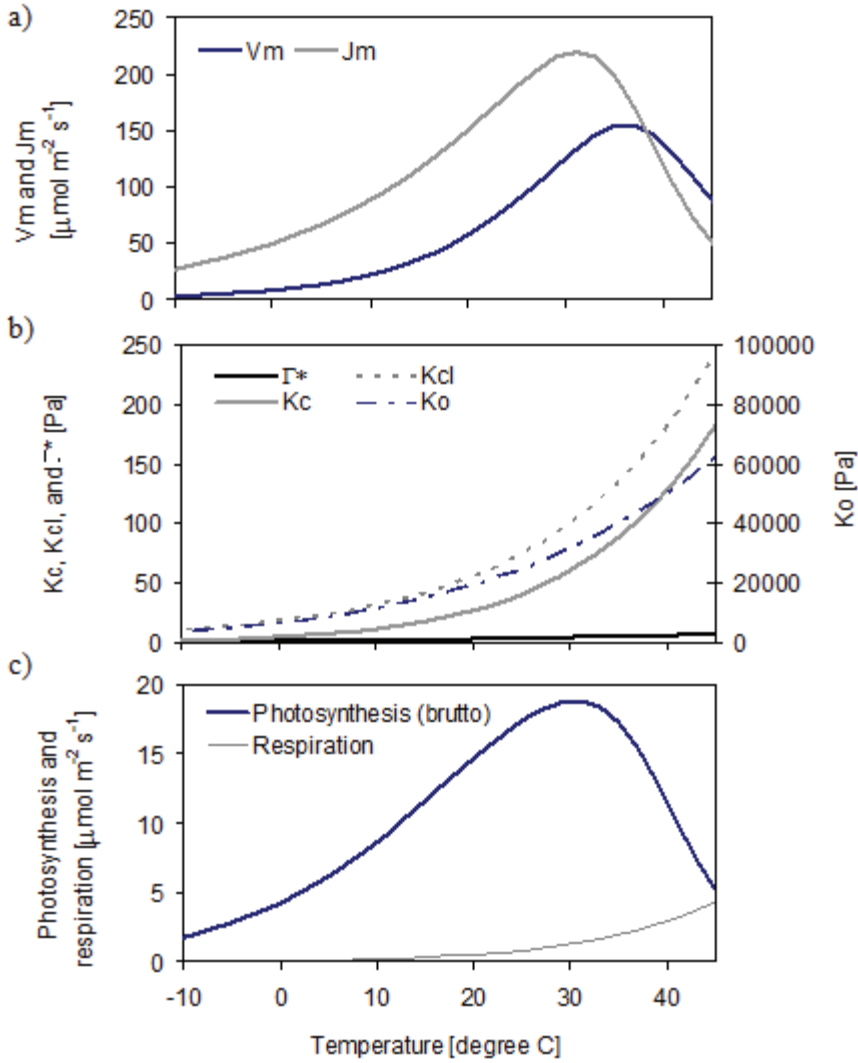 a)
250
200
150
100
50
0
Vm and Jm
[µmol m⁻² s⁻¹]
Vm Jm
b)
250
200
150
100
50
0
Kc, Kcl, and Γ* [Pa]
Γ* Kcl
Kc Ko
100000
80000
60000
40000
20000
0
Ko [Pa]
c)
20
15
10
5
0
Photosynthesis and
respiration [µmol m⁻² s⁻¹]
Photosynthesis (brutto)
Respiration
-10 0 10 20 30 40
Temperature [degree C]